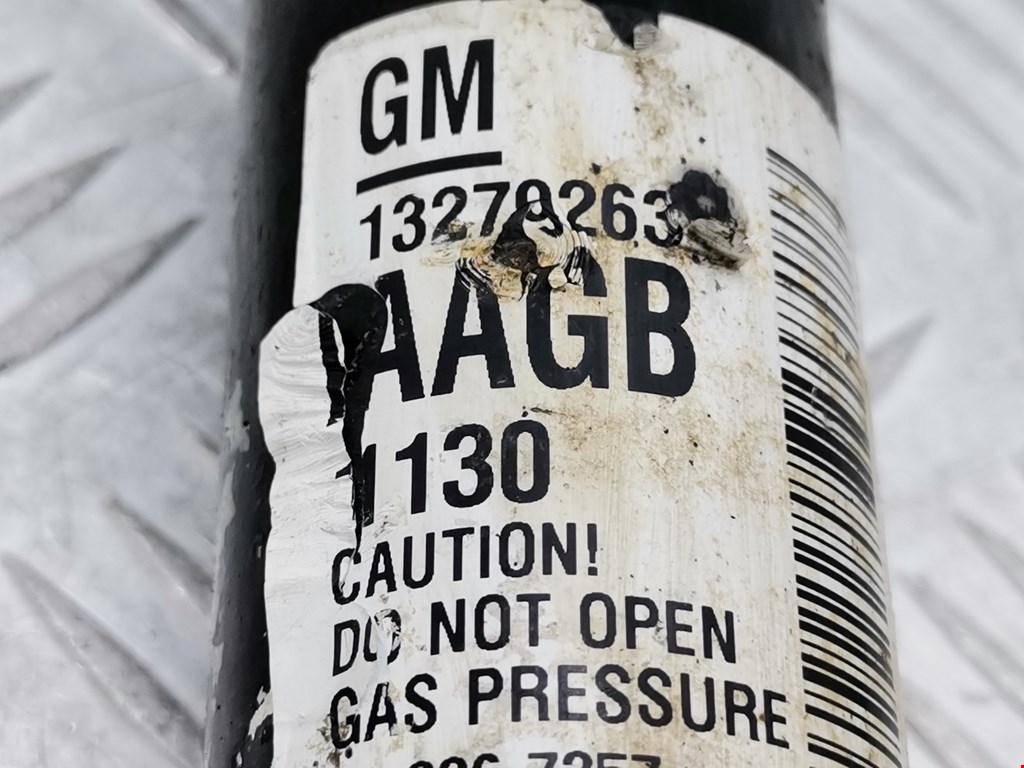 GM
13279263
AAGB
1130
CAUTION!
DO NOT OPEN
GAS PRESSURE